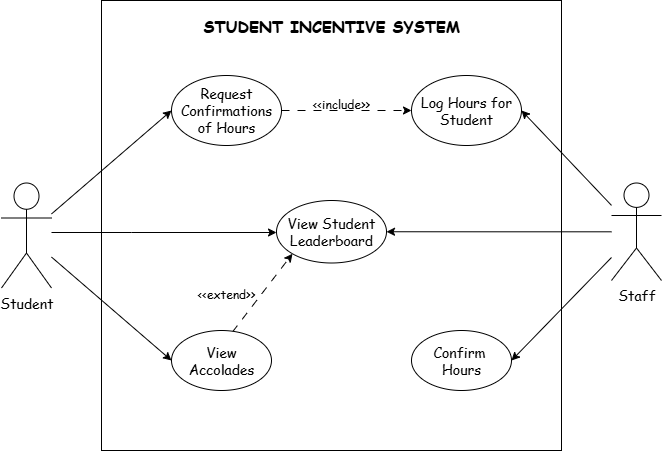 STUDENT INCENTIVE SYSTEM
Request
Confirmations
of Hours
<<include>>
Log Hours for
Student
View Student
Leaderboard
Student
Staff
<<extend>>
View
Accolades
Confirm
Hours